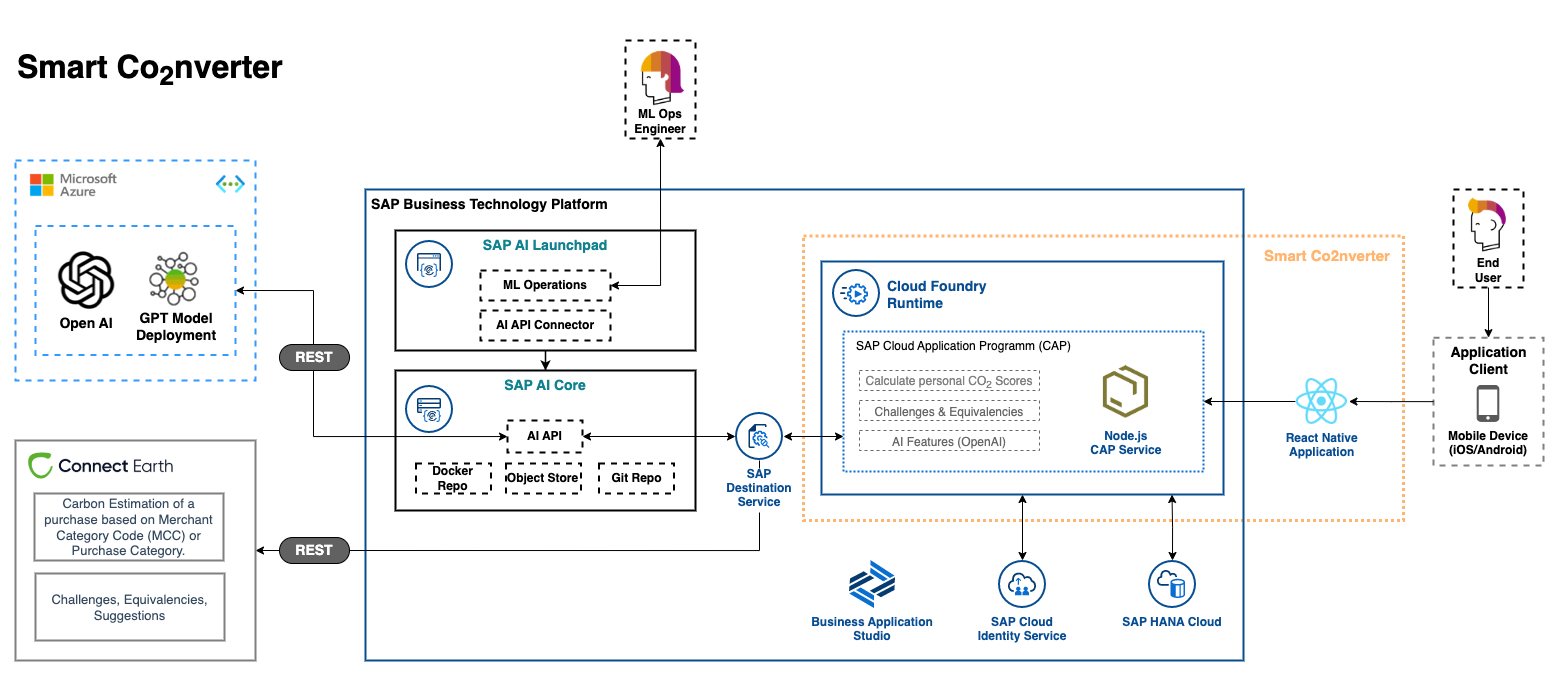 Smart Co2nverter
ML Ops
Engineer
Microsoft
Azure
Open AI
GPT Model
Deployment
REST
Connect Earth
Carbon Estimation of a
purchase based on Merchant
Category Code (MCC) or
Purchase Category.
Challenges, Equivalencies,
Suggestions
REST
SAP Business Technology Platform
SAP AI Launchpad
ML Operations
AI API Connector
SAP AI Core
AI API
Docker
Repo
Object Store
Git Repo
SAP
Destination
Service
Smart Co2nverter
Cloud Foundry
Runtime
SAP Cloud Application Programm (CAP)
Calculate personal CO2 Scores
Challenges & Equivalencies
AI Features (OpenAI)
Node.js
CAP Service
React Native
Application
End
User
Application
Client
Mobile Device
(iOS/Android)
Business Application
Studio
SAP Cloud
Identity Service
SAP HANA Cloud